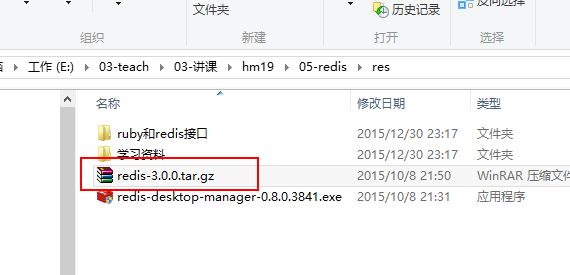 文件夹
历史记录
反向选择
组织
新建
打开
选择
工作 (E:)
03-teach
03-讲课
hm19
05-redis
res
名称
修改日期
类型
ruby和redis接口
2015/12/30 23:17
文件夹
学习资料
2015/12/30 23:17
文件夹
redis-3.0.0.tar.gz
2015/10/8 21:50
WinRAR 压缩文件
redis-desktop-manager-0.8.0.3841.exe
2015/10/8 21:51
应用程序